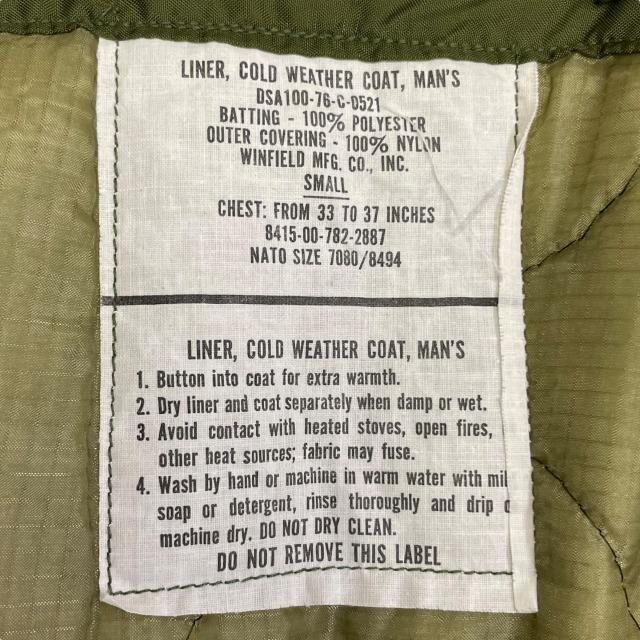 LINER, COLD WEATHER COAT, MAN'S
DSA100-76-C-0521
BATTING - 100% POLYESTER
OUTER COVERING - 100% NYLON
WINFIELD MFG. CO., INC.
SMALL
CHEST: FROM 33 TO 37 INCHES
8415-00-782-2887
NATO SIZE 7080/8494
LINER, COLD WEATHER COAT, MAN'S
1. Button into coat for extra warmth.
2. Dry liner and coat separately when damp or wet.
3. Avoid contact with heated stoves, open fires,
other heat sources; fabric may fuse.
4. Wash by hand or machine in warm water with
soap or detergent, rinse thoroughly and drip
machine dry. DO NOT DRY CLEAN.
DO NOT REMOVE THIS LABEL